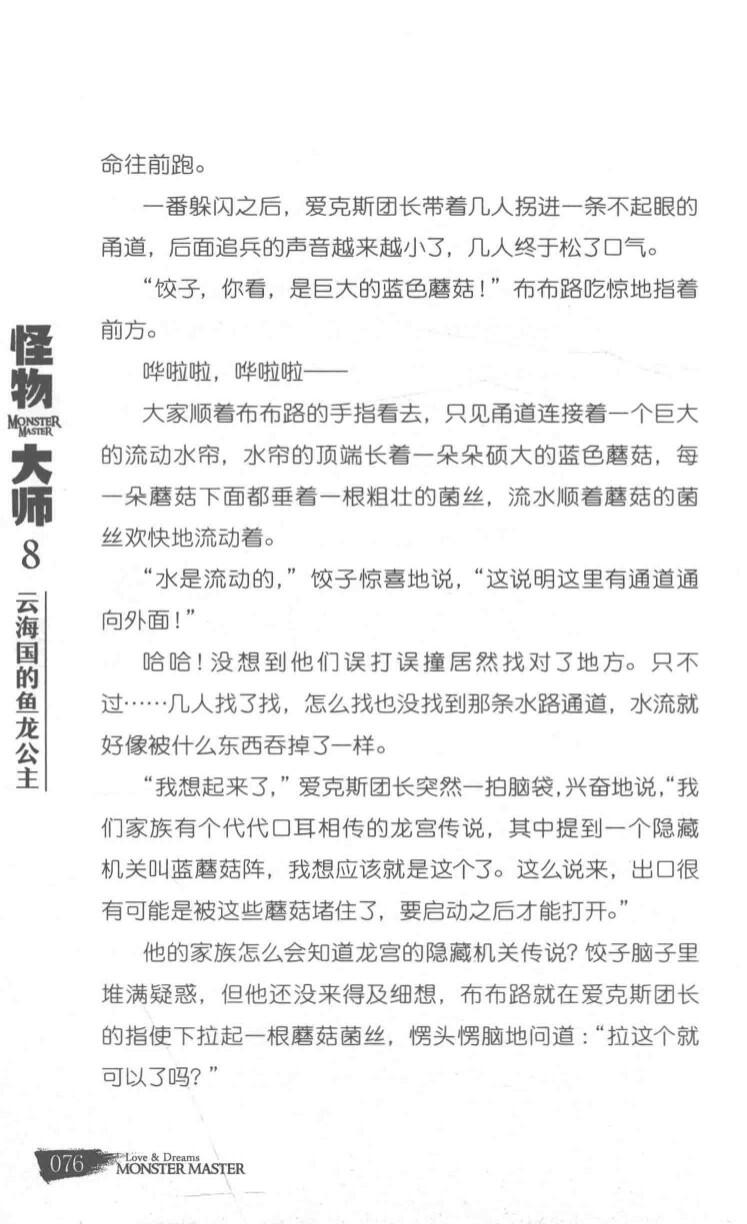 命往前跑。
一番躲闪之后，爱克斯团长带着几人拐进一条不起眼的
甬道，后面追兵的声音越来越小了，几人终于松了口气。
“饺子，你看，是巨大的蓝色蘑菇！”布布路吃惊地指着
前方。
哗啦啦，哗啦啦——
大家顺着布布路的手指看去，只见甬道连接着一个巨大
的流动水帘，水帘的顶端长着一朵朵硕大的蓝色蘑菇，每
一朵蘑菇下面都垂着一根粗壮的菌丝，流水顺着蘑菇的菌
丝欢快地流动着。
“水是流动的，”饺子惊喜地说，“这说明这里有通道通
向外面！”
哈哈！没想到他们误打误撞居然找对了地方。只不
过……几人找了找，怎么找也没找到那条水路通道，水流就
好像被什么东西吞掉了一样。
“我想起来了，”爱克斯团长突然一拍脑袋，兴奋地说，“我
们家族有个代代口耳相传的龙宫传说，其中提到一个隐藏
机关叫蓝蘑菇阵，我想应该就是这个了。这么说来，出口很
有可能是被这些蘑菇堵住了，要启动之后才能打开。”
他的家族怎么会知道龙宫的隐藏机关传说？饺子脑子里
堆满疑惑，但他还没来得及细想，布布路就在爱克斯团长
的指使下拉起一根蘑菇菌丝，愣头愣脑地问道：“拉这个就
可以了吗？”
怪物
MONSTER
MASTER
大师
8
云海国的鱼龙公主
076
Love & Dreams
MONSTER MASTER